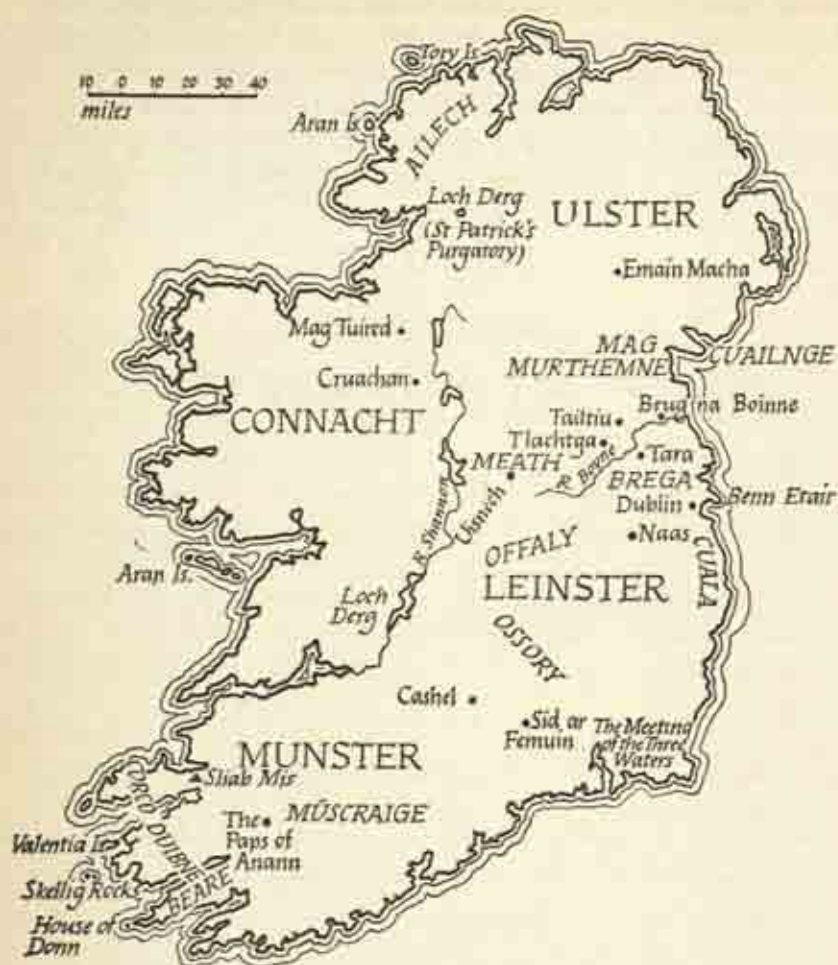 Tory Is.
10 0 10 20 30 40
miles
Aran Is.
AILECH
Loch Derg
(St Patrick's
Purgatory)
ULSTER
Emain Macha
Mag Tuired
MAG
MURTHEMNE
CUAILNGE
Cruachan
CONNACHT
Brug na Boinne
Tailtiu
Tlachtga
R. Boyne
Tara
MEATH
BREGA
Usnech
Dublin
Benn Etair
R. Shannon
Naas
OFFALY
CUALA
Aran Is.
LEINSTER
Loch
Derg
OSSORY
Cashel
Síd ar
Femuin
The Meeting
of the Three
Waters
MUNSTER
Sliab Mis
CORCO DUIBNE
MÚSCRAIGE
The
Paps of
Anann
Valentia Is.
BEARE
Skellig Rocks
House of
Donn